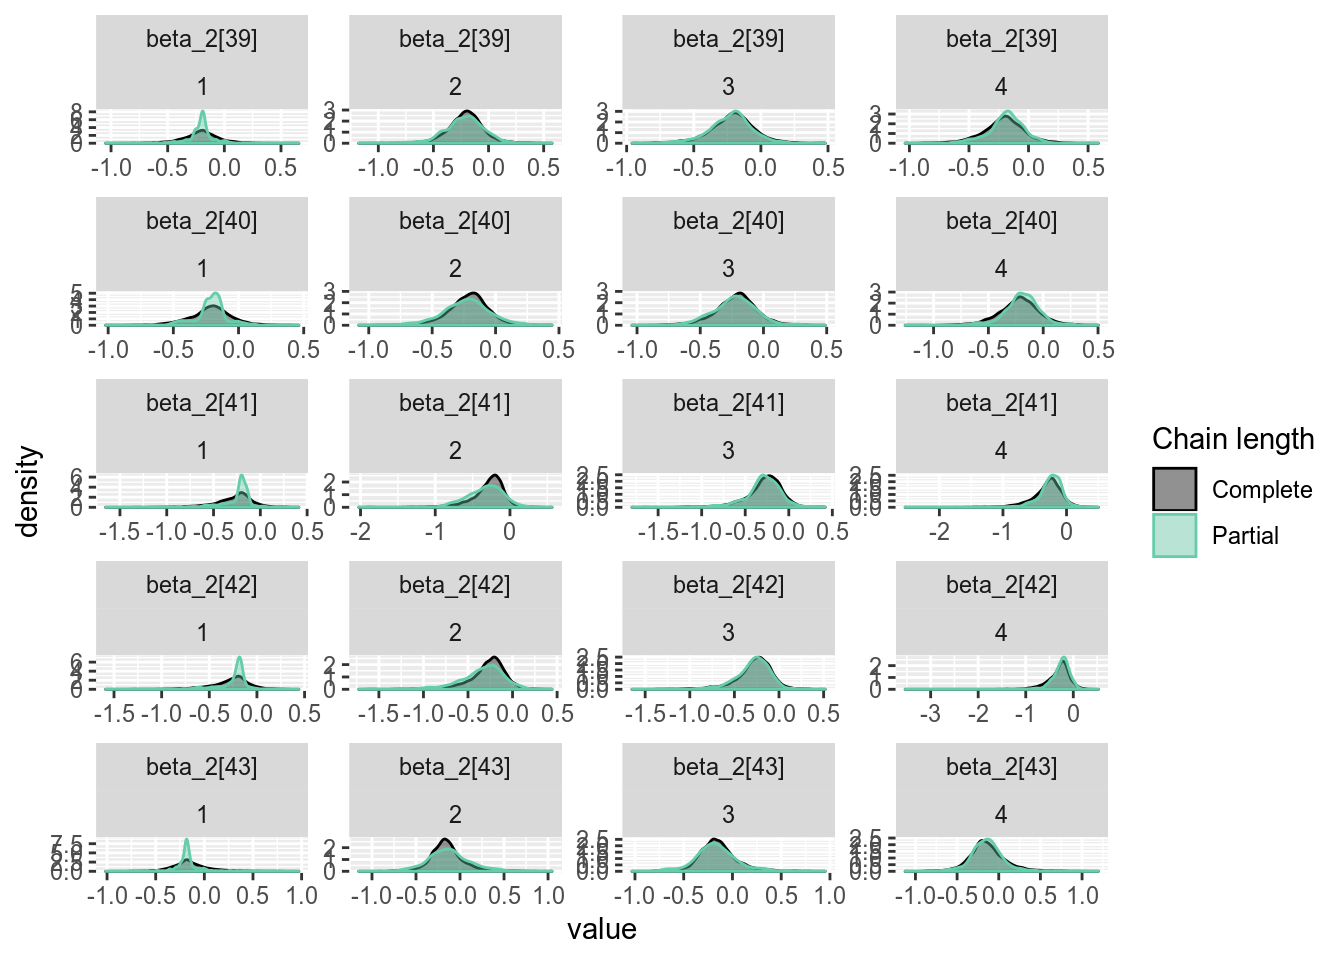 beta_2[39] beta_2[39] beta_2[39] beta_2[39]
1 2 3 4
-1.0 -0.5 0.0 0.5 -1.0 -0.5 0.0 0.5 -1.0 -0.5 0.0 0.5 -1.0 -0.5 0.0 0.5
beta_2[40] beta_2[40] beta_2[40] beta_2[40]
1 2 3 4
-1.0 -0.5 0.0 0.5 -1.0 -0.5 0.0 0.5 -1.0 -0.5 0.0 0.5 -1.0 -0.5 0.0 0.5
beta_2[41] beta_2[41] beta_2[41] beta_2[41]
1 2 3 4
-1.5 -1.0 -0.5 0.0 0.5 -2 -1 0 -1.5 -1.0 -0.5 0.0 0.5 -2 -1 0
beta_2[42] beta_2[42] beta_2[42] beta_2[42]
1 2 3 4
-1.5 -1.0 -0.5 0.0 0.5 -1.5 -1.0 -0.5 0.0 0.5 -1.5 -1.0 -0.5 0.0 0.5 -3 -2 -1 0
beta_2[43] beta_2[43] beta_2[43] beta_2[43]
1 2 3 4
-1.0 -0.5 0.0 0.5 1.0 -1.0 -0.5 0.0 0.5 1.0 -1.0 -0.5 0.0 0.5 1.0 -1.0 -0.5 0.0 0.5 1.0
value
density
Chain length
Complete
Partial